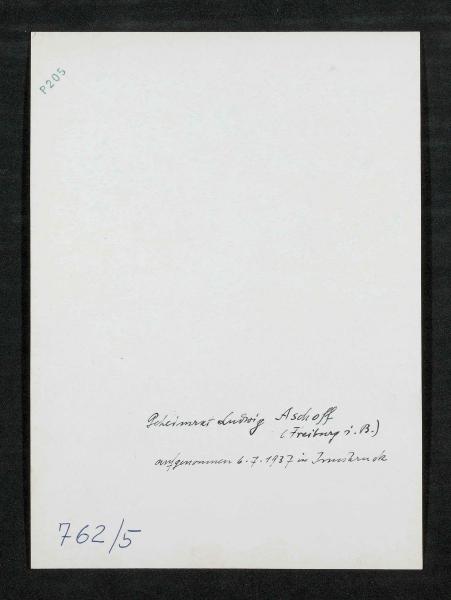 P205
Geheimrat Ludwig Aschoff
(Freiburg i. B.)
aufgenommen 6.7.1937 in Innsbruck
762/5